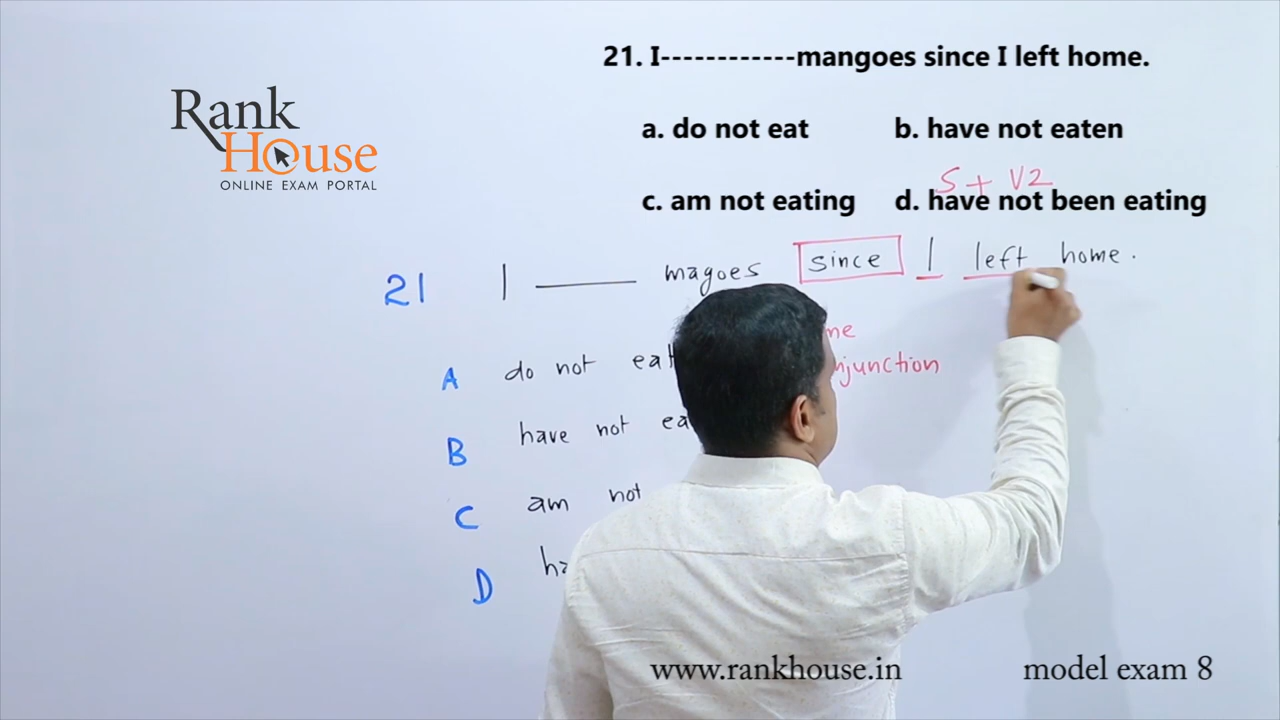 21. I------------mangoes since I left home.
a. do not eat b. have not eaten
c. am not eating d. have not been eating
Rank
House
ONLINE EXAM PORTAL
S + V2
21 I ______ magoes since I left home.
A do not
B have not
C am not
D
www.rankhouse.in model exam 8